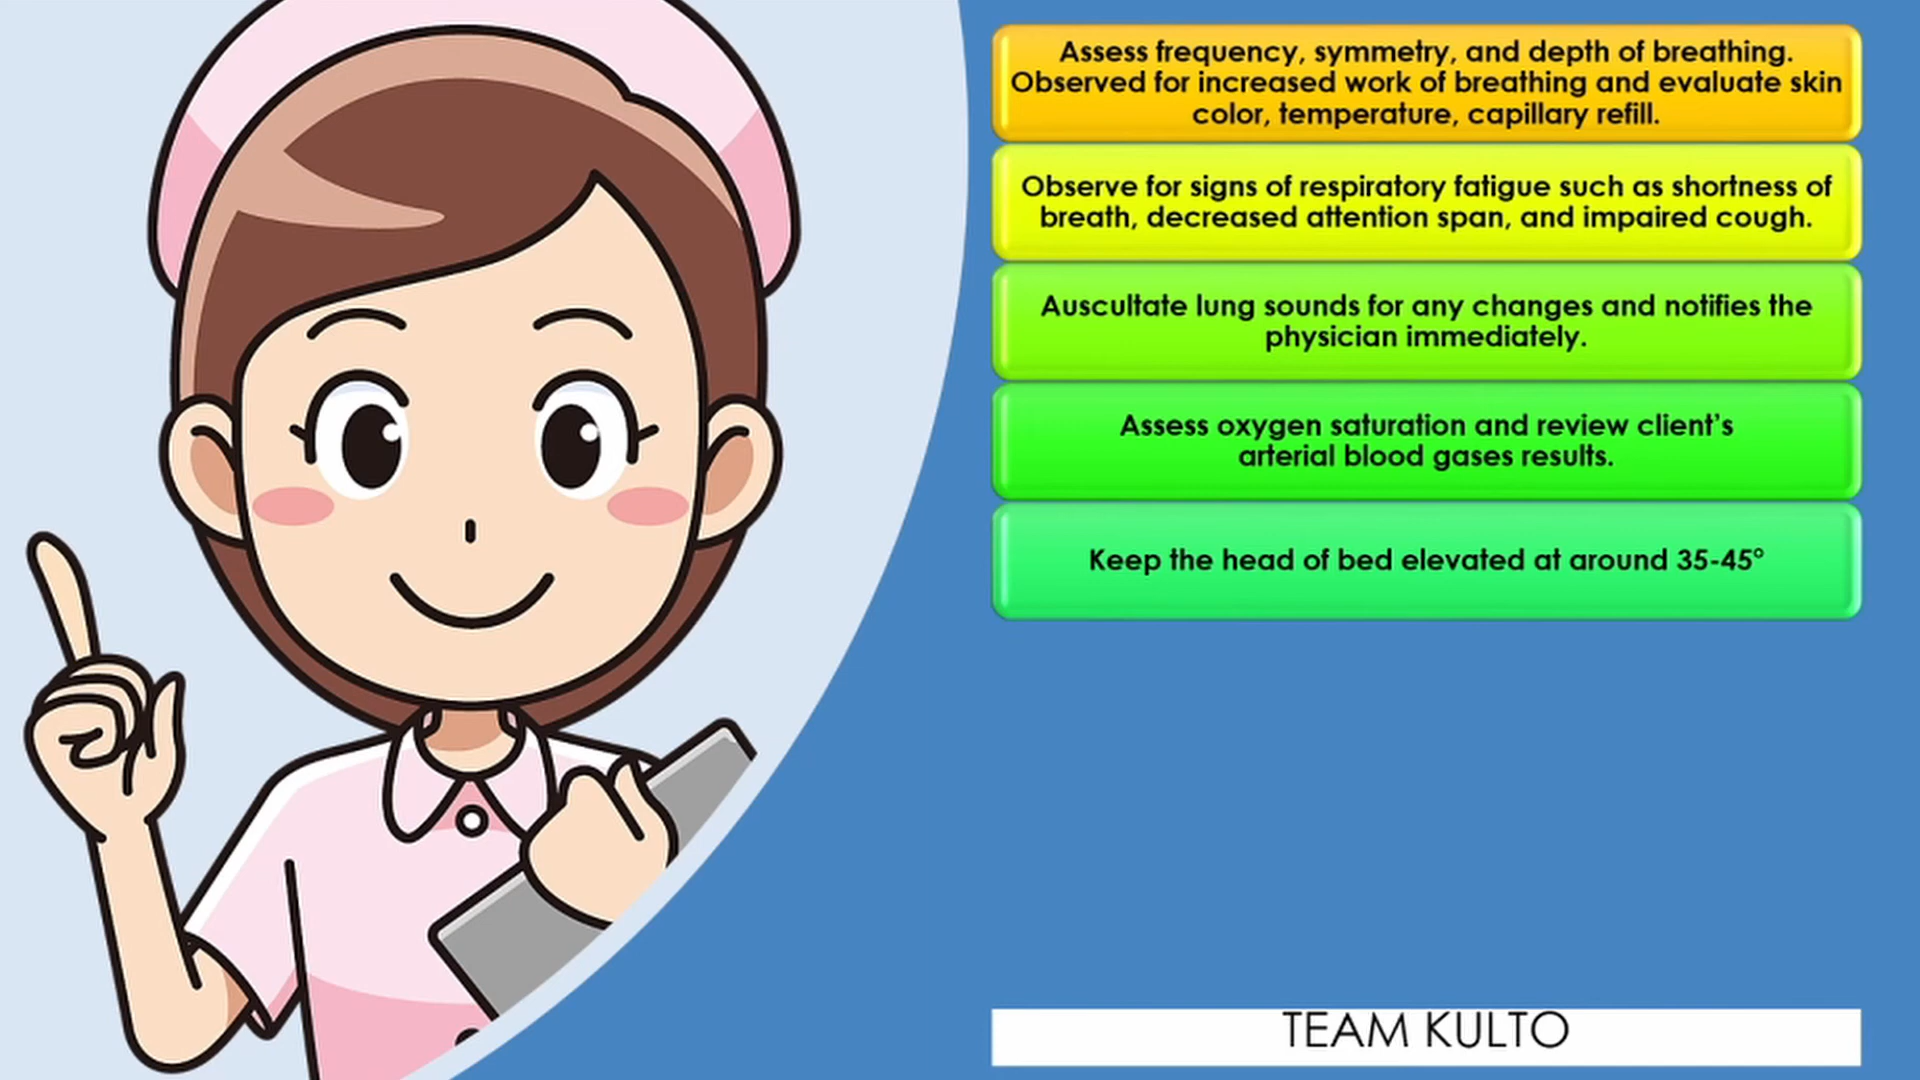 Assess frequency, symmetry, and depth of breathing.
Observed for increased work of breathing and evaluate skin
color, temperature, capillary refill.
Observe for signs of respiratory fatigue such as shortness of
breath, decreased attention span, and impaired cough.
Auscultate lung sounds for any changes and notifies the
physician immediately.
Assess oxygen saturation and review client’s
arterial blood gases results.
Keep the head of bed elevated at around 35-45°
TEAM KULTO